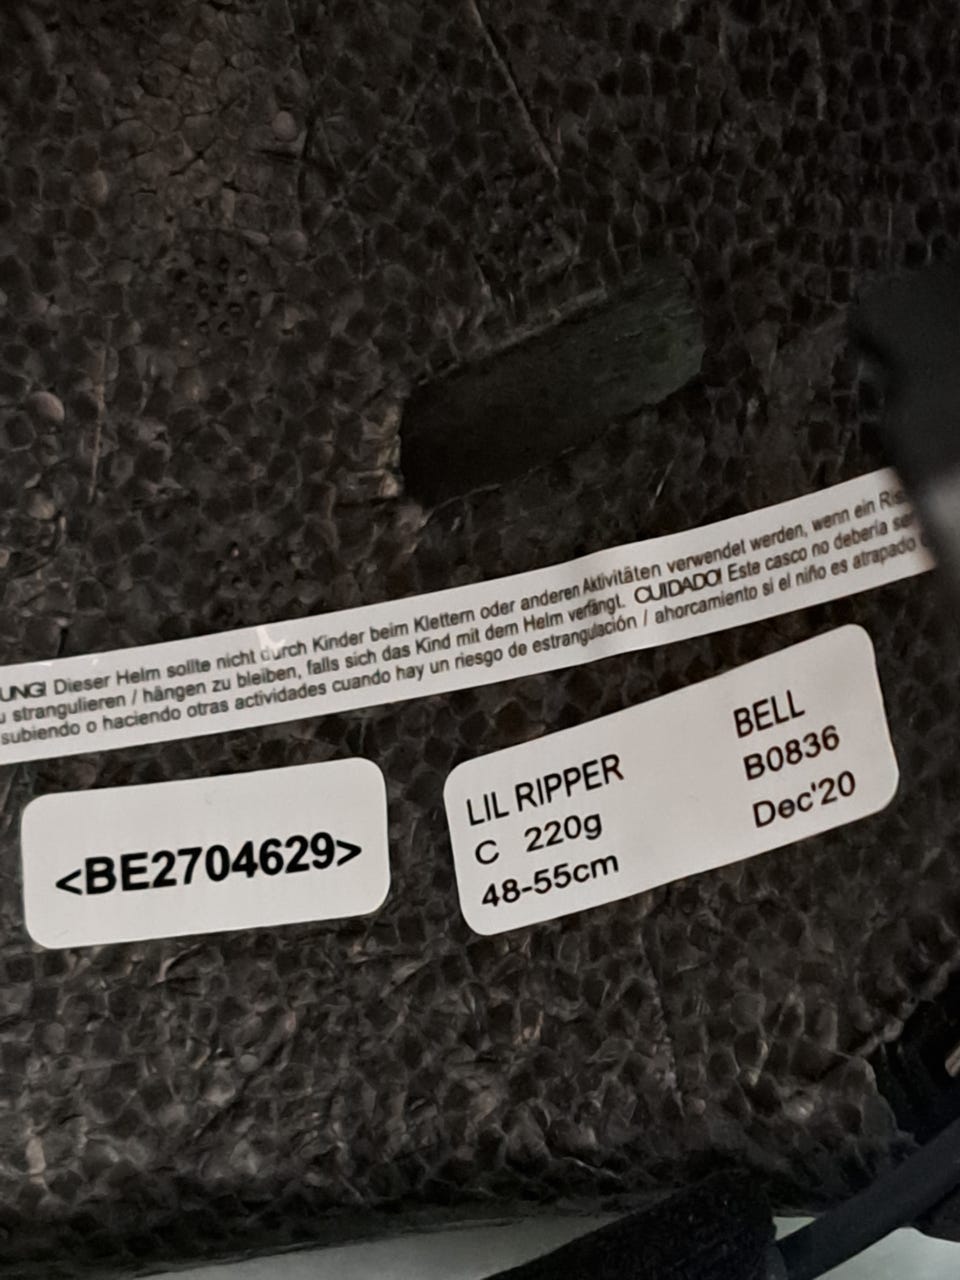 UNG! Dieser Helm sollte nicht durch Kinder beim Klettern oder anderen Aktivitäten verwendet werden, wenn ein
strangulieren / hängen zu bleiben, falls sich das Kind mit dem Helm verfängt. CUIDADO! Este casco no debería
subiendo o haciendo otras actividades cuando hay un riesgo de estrangulación / ahorcamiento si el niño es atrapado
<BE2704629>
LIL RIPPER BELL
C 220g B0836
48-55cm Dec'20